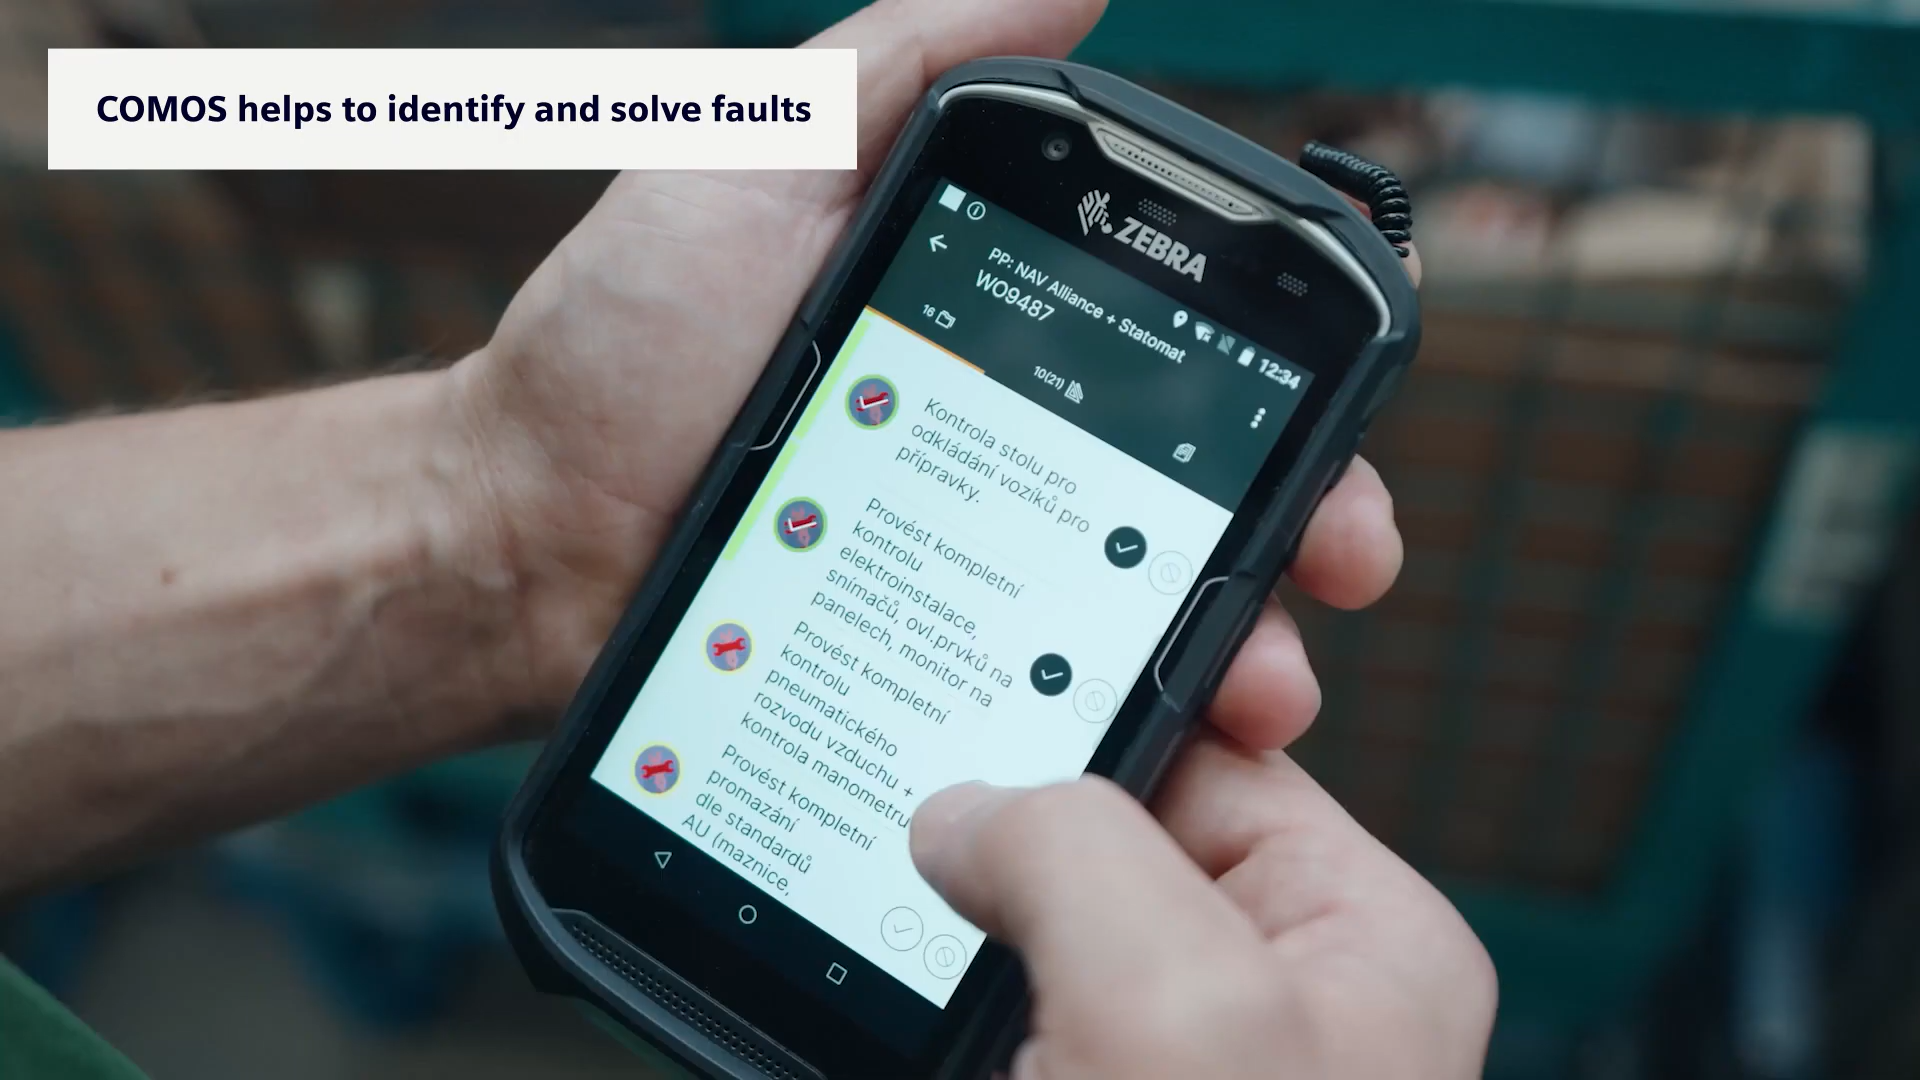 COMOS helps to identify and solve faults
ZEBRA
12:34
PP: NAV Alliance + Statomat
WO9487
16
10(21)
Kontrola stolu pro
odkládání vozíků pro
přípravky.
Provést kompletní
kontrolu
elektroinstalace,
snímačů, ovl.prvků na
panelech, monitor na
Provést kompletní
kontrolu
pneumatického
rozvodu vzduchu +
kontrola manometru
Provést kompletní
promazání
dle standardů
AU (maznice,